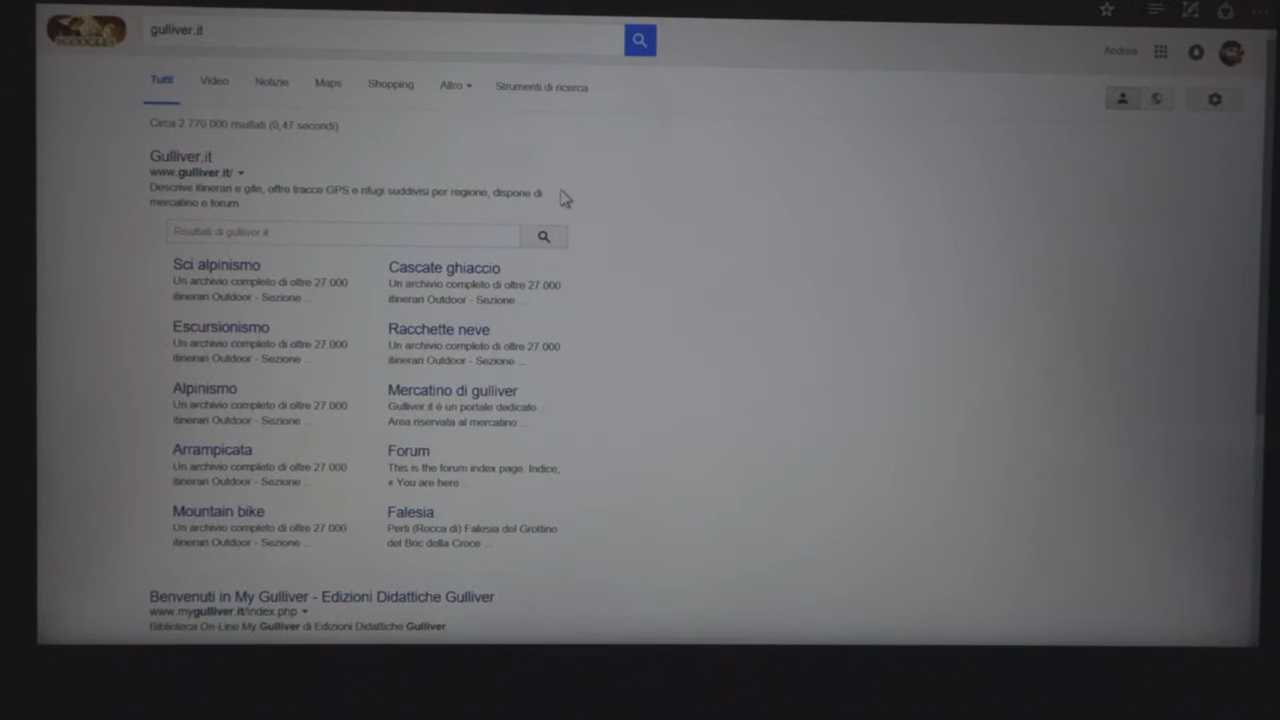 GOOGLE
gulliver.it
Andrea
Tutti Video Notizie Maps Shopping Altro Strumenti di ricerca
Circa 2.770.000 risultati (0,47 secondi)
Gulliver.it
www.gulliver.it/
Descrive itinerari e gite, offre tracce GPS e rifugi suddivisi per regione, dispone di
mercatino e forum.
Risultati di gulliver.it
Sci alpinismo
Un archivio completo di oltre 27.000
itinerari Outdoor - Sezione ...
Cascate ghiaccio
Un archivio completo di oltre 27.000
itinerari Outdoor - Sezione ...
Escursionismo
Un archivio completo di oltre 27.000
itinerari Outdoor - Sezione ...
Racchette neve
Un archivio completo di oltre 27.000
itinerari Outdoor - Sezione ...
Alpinismo
Un archivio completo di oltre 27.000
itinerari Outdoor - Sezione ...
Mercatino di gulliver
Gulliver.it è un portale dedicato ...
Area riservata al mercatino ...
Arrampicata
Un archivio completo di oltre 27.000
itinerari Outdoor - Sezione ...
Forum
This is the forum index page. Indice;
« You are here ...
Mountain bike
Un archivio completo di oltre 27.000
itinerari Outdoor - Sezione ...
Falesia
Perti (Rocca di) Falesia del Grottino
del Bric della Croce ...
Benvenuti in My Gulliver - Edizioni Didattiche Gulliver
www.mygulliver.it/index.php
Biblioteca On-Line My Gulliver di Edizioni Didattiche Gulliver